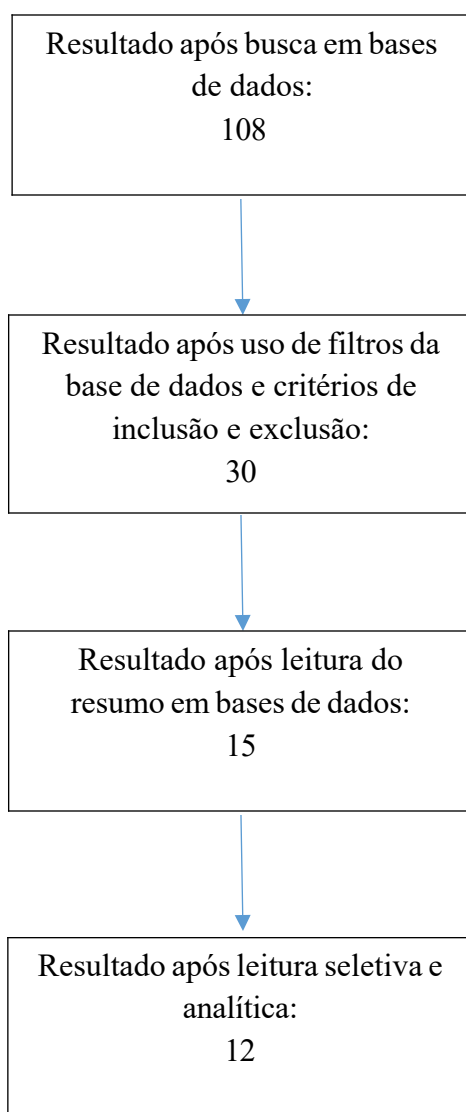 Resultado após busca em bases
de dados:
108
Resultado após uso de filtros da
base de dados e critérios de
inclusão e exclusão:
30
Resultado após leitura do
resumo em bases de dados:
15
Resultado após leitura seletiva e
analítica:
12